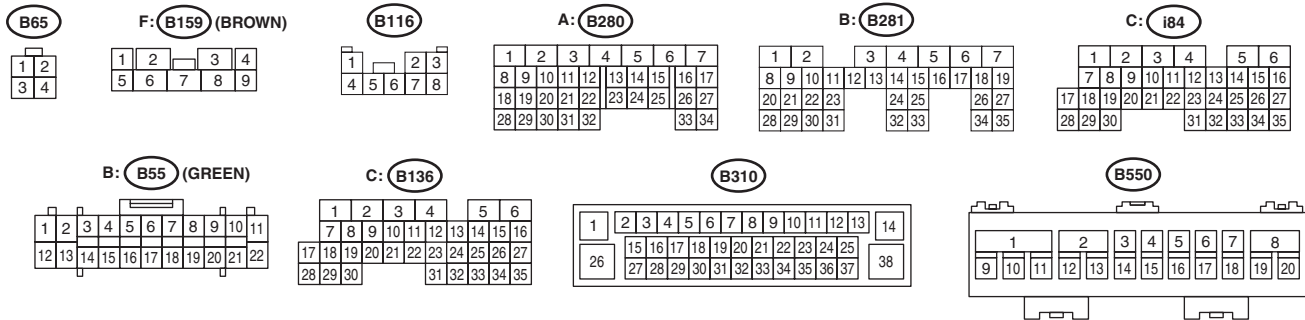 B65
F: B159 (BROWN)
B116
A: B280
B: B281
C: i84
1 2
3 4
1 2 3 4
5 6 7 8 9
1 2 3
4 5 6 7 8
1 2 3 4 5 6 7
8 9 10 11 12 13 14 15 16 17
18 19 20 21 22 23 24 25 26 27
28 29 30 31 32 33 34
1 2 3 4 5 6 7
8 9 10 11 12 13 14 15 16 17 18 19
20 21 22 23 24 25 26 27
28 29 30 31 32 33 34 35
1 2 3 4 5 6
7 8 9 10 11 12 13 14 15 16
17 18 19 20 21 22 23 24 25 26 27
28 29 30 31 32 33 34 35
B: B55 (GREEN)
C: B136
B310
B550
1 2 3 4 5 6 7 8 9 10 11
12 13 14 15 16 17 18 19 20 21 22
1 2 3 4 5 6
7 8 9 10 11 12 13 14 15 16
17 18 19 20 21 22 23 24 25 26 27
28 29 30 31 32 33 34 35
1 2 3 4 5 6 7 8 9 10 11 12 13 14
15 16 17 18 19 20 21 22 23 24 25
26 27 28 29 30 31 32 33 34 35 36 37 38
1 2 3 4 5 6 7 8
9 10 11 12 13 14 15 16 17 18 19 20